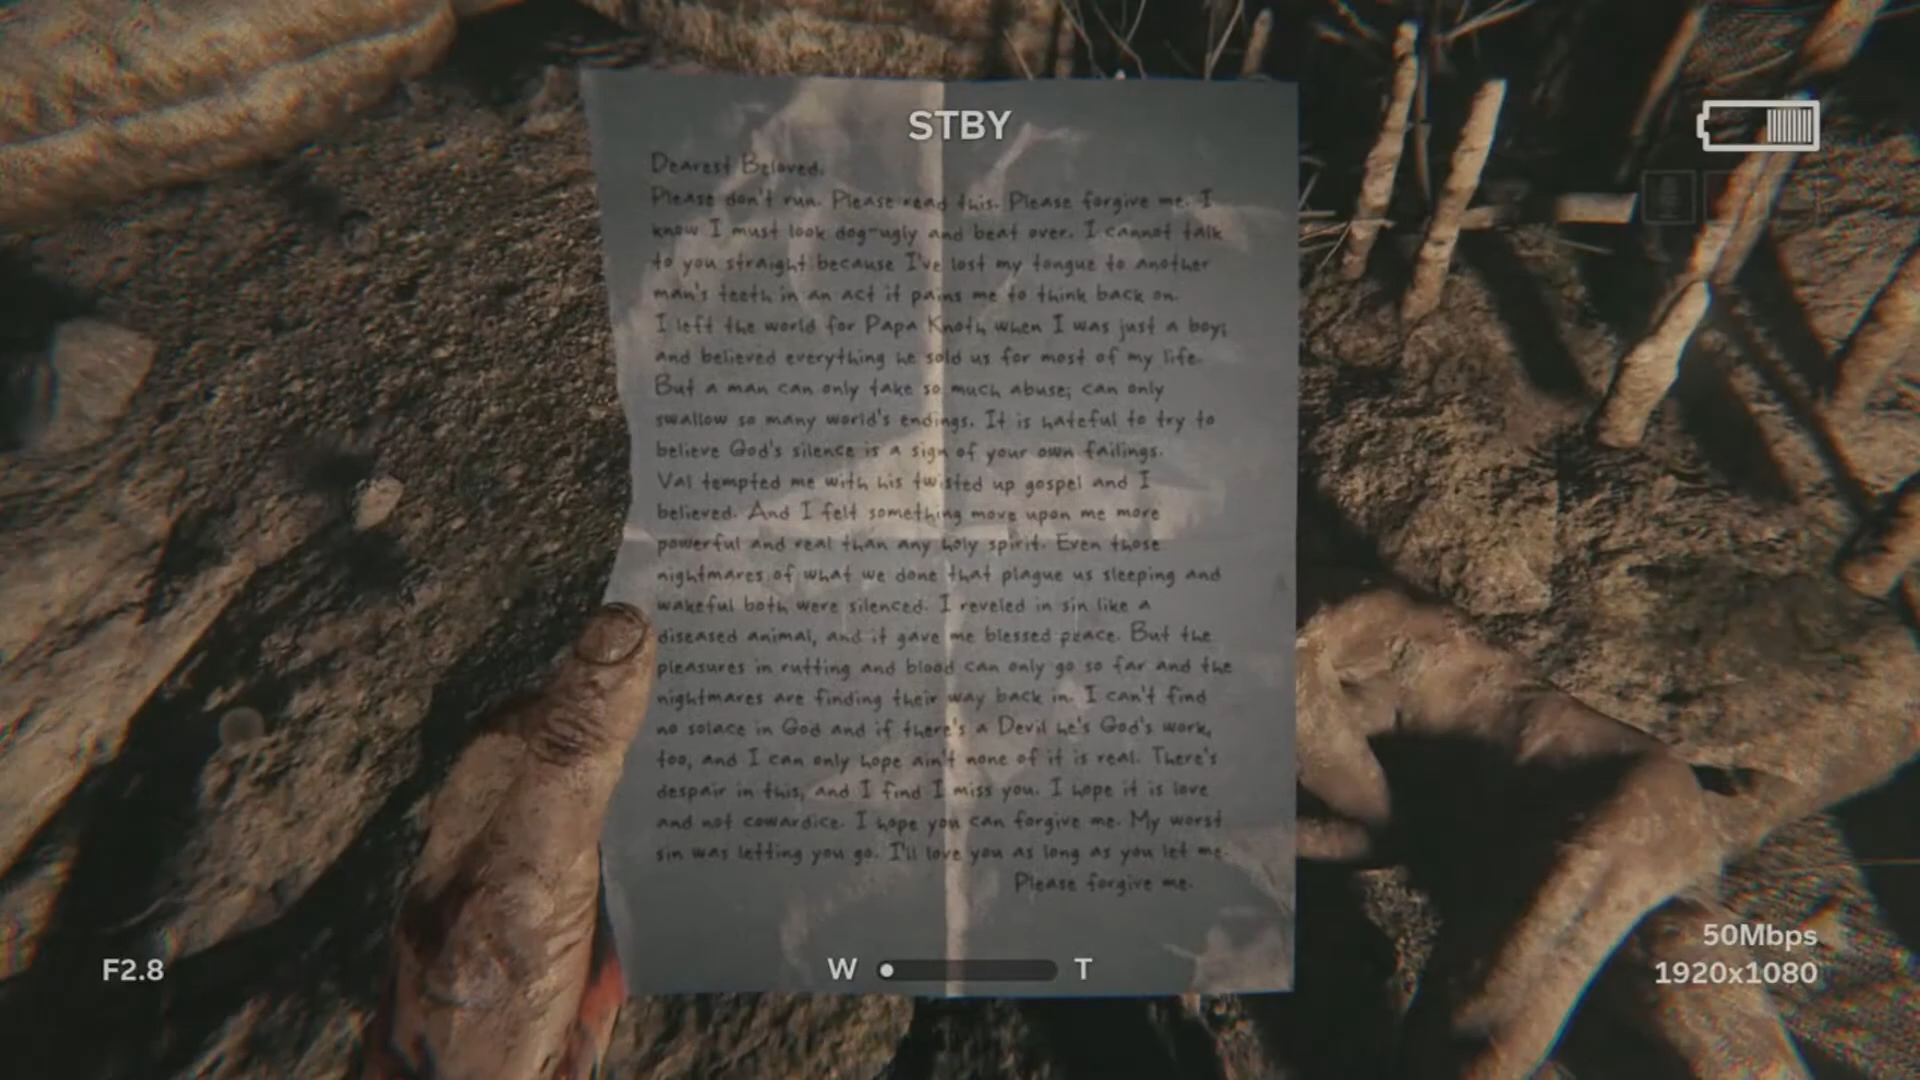 STBY
Dearest Beloved,
Please don't run. Please read this. Please forgive me. I
know I must look dog-ugly and beat over. I cannot talk
to you straight because I've lost my tongue to another
man's teeth in an act it pains me to think back on.
I left the world for Papa Knoth when I was just a boy;
and believed everything he sold us for most of my life.
But a man can only take so much abuse; can only
swallow so many world's endings. It is hateful to try to
believe God's silence is a sign of your own failings.
Val tempted me with his twisted up gospel and I
believed. And I felt something move upon me more
powerful and real than any holy spirit. Even those
nightmares of what we done that plague us sleeping and
wakeful both were silenced. I reveled in sin like a
diseased animal, and it gave me blessed peace. But the
pleasures in rutting and blood can only go so far and the
nightmares are finding their way back in. I can't find
no solace in God and if there's a Devil he's God's work,
too, and I can only hope ain't none of it is real. There's
despair in this, and I find I miss you. I hope it is love
and not cowardice. I hope you can forgive me. My worst
sin was letting you go. I'll love you as long as you let me.
Please forgive me.
F2.8
W T
50Mbps
1920x1080